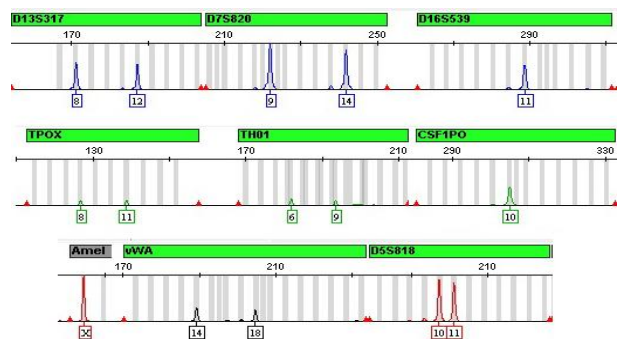 D13S317 D7S820 D16S539
170 210 250 290
8 12 9 14 11
TPOX TH01 CSF1PO
130 170 210 290 330
8 11 6 9 10
Amel vWA D5S818
170 210 210
X 14 18 10 11